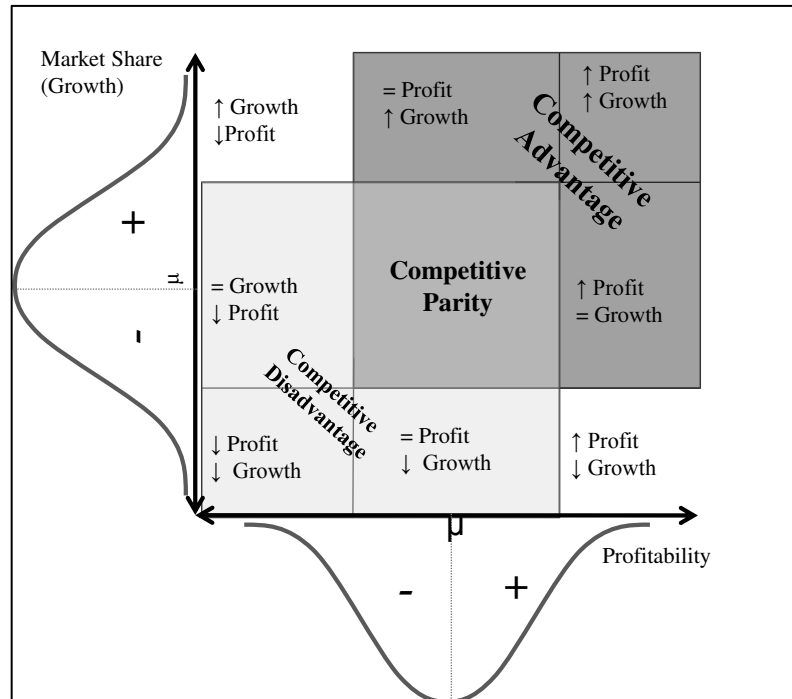 Market Share
(Growth)
↑ Growth
↓Profit
= Profit
↑ Growth
↑ Profit
↑ Growth
Competitive
Advantage
+
μ
-
= Growth
↓ Profit
Competitive
Parity
↑ Profit
= Growth
Competitive
Disadvantage
↓ Profit
↓ Growth
= Profit
↓ Growth
↑ Profit
↓ Growth
μ
Profitability
-
+